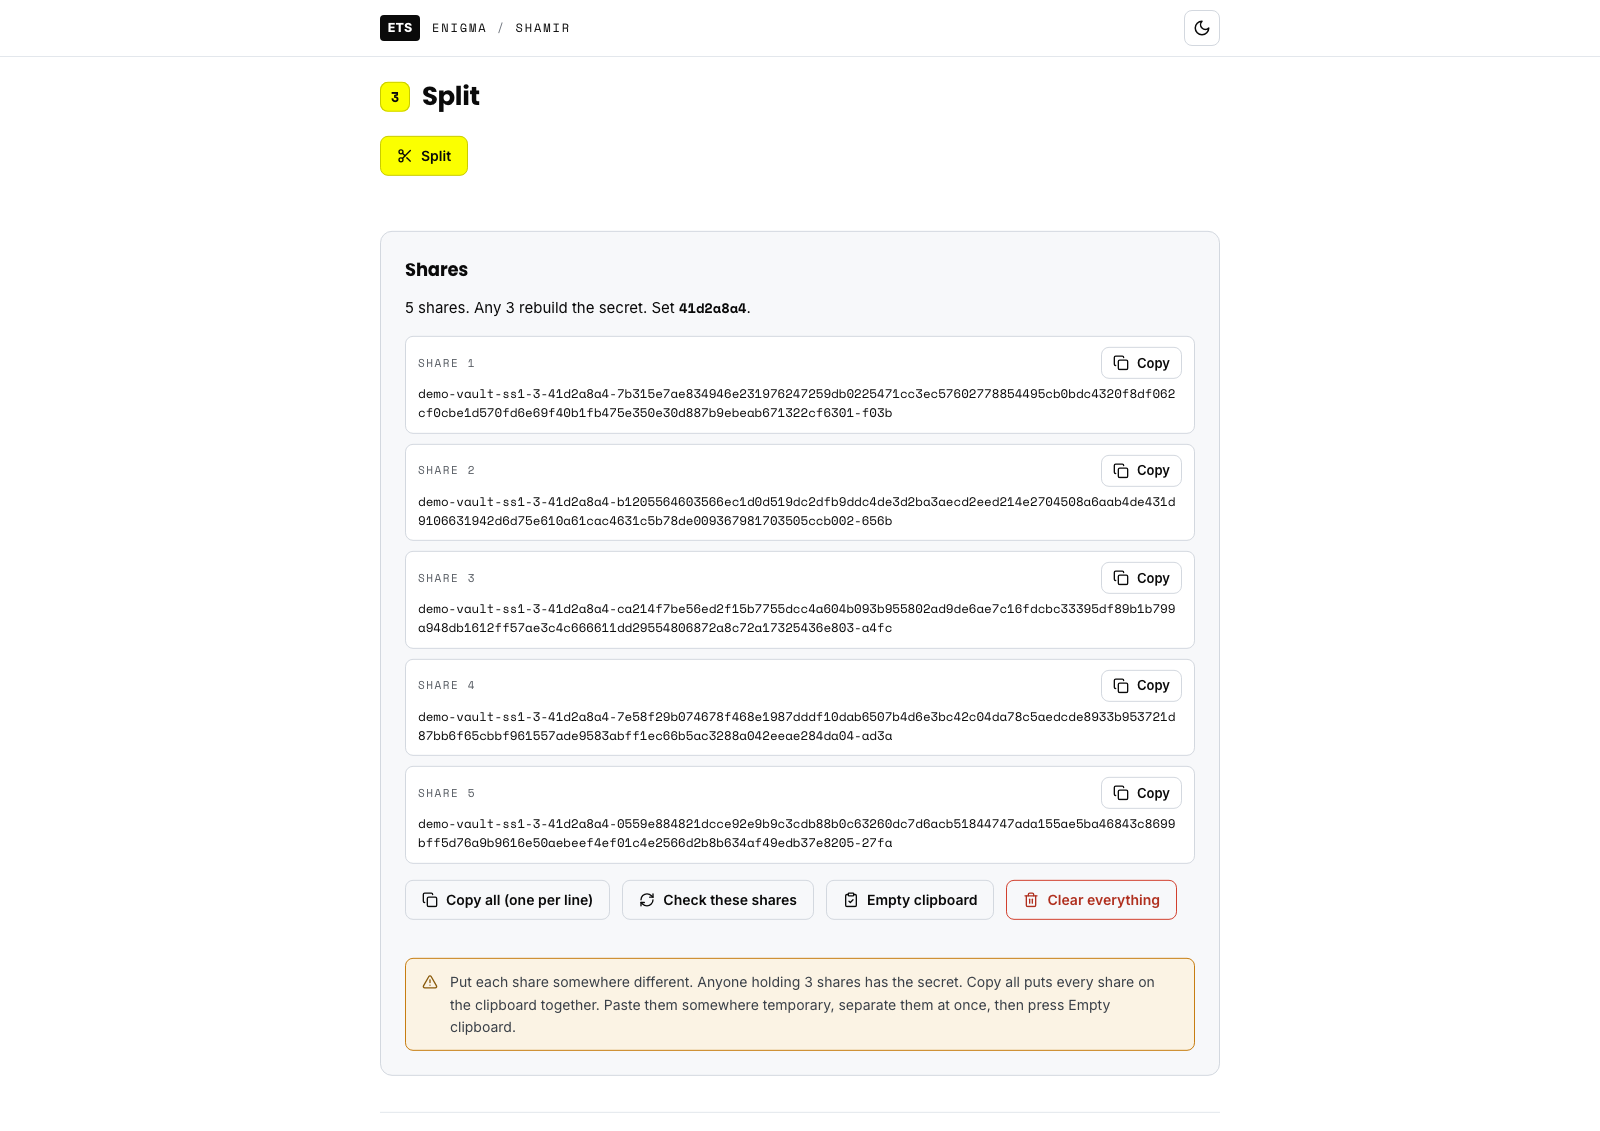 ETS ENIGMA / SHAMIR
3 Split
Split
Shares
5 shares. Any 3 rebuild the secret. Set 41d2a8a4.
SHARE 1
Copy
demo-vault-ss1-3-41d2a8a4-7b315e7ae834946e231976247259db0225471cc3ec57602778854495cb0bdc4320f8df062
cf0cbe1d570fd6e69f40b1fb475e350e30d887b9ebeab671322cf6301-f03b
SHARE 2
Copy
demo-vault-ss1-3-41d2a8a4-b1205564603566ec1d0d519dc2dfb9ddc4de3d2ba3aecd2eed214e2704508a6aab4de431d
9106631942d6d75e610a61cac4631c5b78de009367981703505ccb002-656b
SHARE 3
Copy
demo-vault-ss1-3-41d2a8a4-ca214f7be56ed2f15b7755dcc4a604b093b955802ad9de6ae7c16fdcbc33395df89b1b799
a948db1612ff57ae3c4c666611dd29554806872a8c72a17325436e803-a4fc
SHARE 4
Copy
demo-vault-ss1-3-41d2a8a4-7e58f29b074678f468e1987dddf10dab6507b4d6e3bc42c04da78c5aedcde8933b953721d
87bb6f65cbbf961557ade9583abff1ec66b5ac3288a042eeae284da04-ad3a
SHARE 5
Copy
demo-vault-ss1-3-41d2a8a4-0559e884821dcce92e9b9c3cdb88b0c63260dc7d6acb51844747ada155ae5ba46843c8699
bff5d76a9b9616e50aebeef4ef01c4e2566d2b8b634af49edb37e8205-27fa
Copy all (one per line)
Check these shares
Empty clipboard
Clear everything
Put each share somewhere different. Anyone holding 3 shares has the secret. Copy all puts every share on
the clipboard together. Paste them somewhere temporary, separate them at once, then press Empty
clipboard.